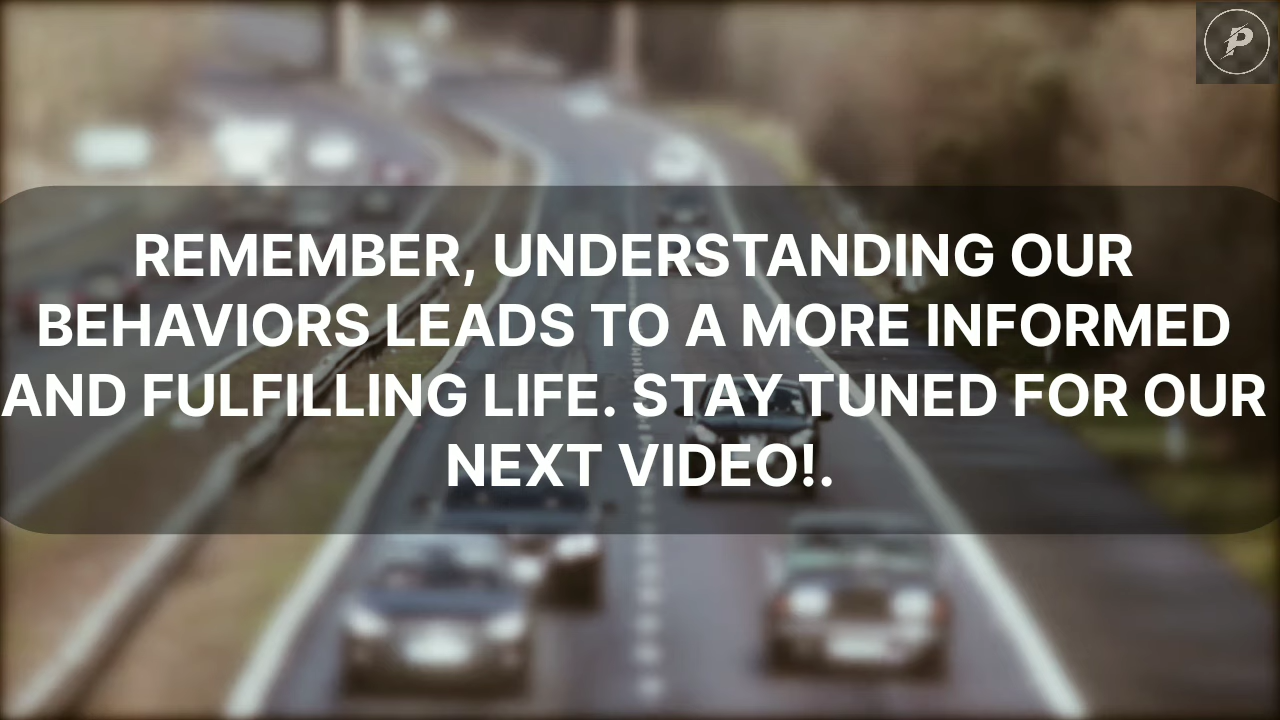 P
REMEMBER, UNDERSTANDING OUR
BEHAVIORS LEADS TO A MORE INFORMED
AND FULFILLING LIFE. STAY TUNED FOR OUR
NEXT VIDEO!.